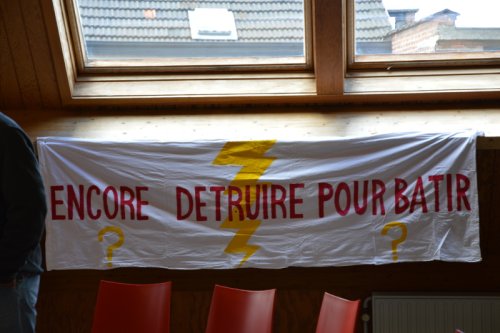 ENCORE DETRUIRE POUR BATIR
? ?